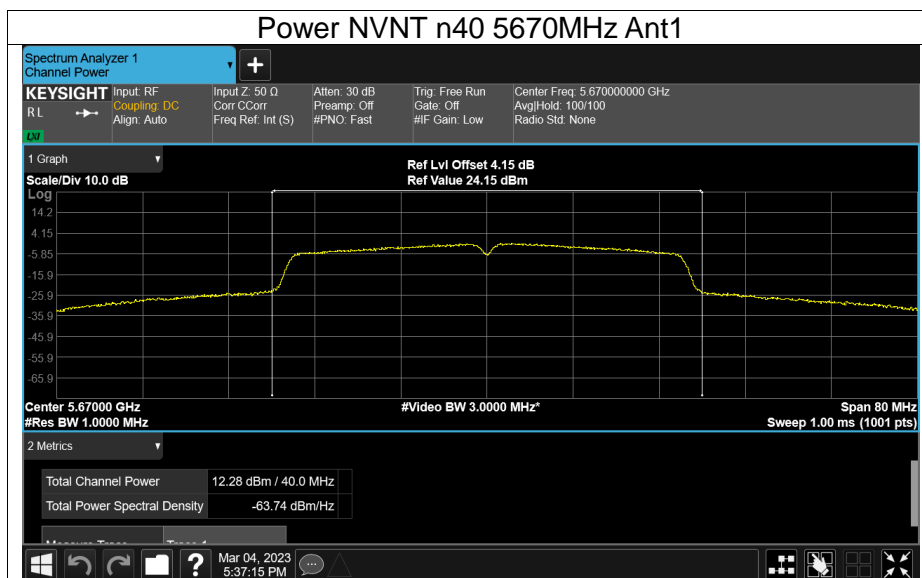 Power NVNT n40 5670MHz Ant1
Spectrum Analyzer 1
Channel Power
KEYSIGHT
R L
LXI
Input: RF
Coupling: DC
Align: Auto
Input Z: 50 Ω
Corr CCorr
Freq Ref: Int (S)
Atten: 30 dB
Preamp: Off
#PNO: Fast
Trig: Free Run
Gate: Off
#IF Gain: Low
Center Freq: 5.670000000 GHz
Avg|Hold: 100/100
Radio Std: None
1 Graph
Scale/Div 10.0 dB
Ref Lvl Offset 4.15 dB
Ref Value 24.15 dBm
Log
14.2
4.15
-5.85
-15.9
-25.9
-35.9
-45.9
-55.9
-65.9
Center 5.67000 GHz
#Video BW 3.0000 MHz*
Span 80 MHz
#Res BW 1.0000 MHz
Sweep 1.00 ms (1001 pts)
2 Metrics
Total Channel Power 12.28 dBm / 40.0 MHz
Total Power Spectral Density -63.74 dBm/Hz
Mar 04, 2023
5:37:15 PM